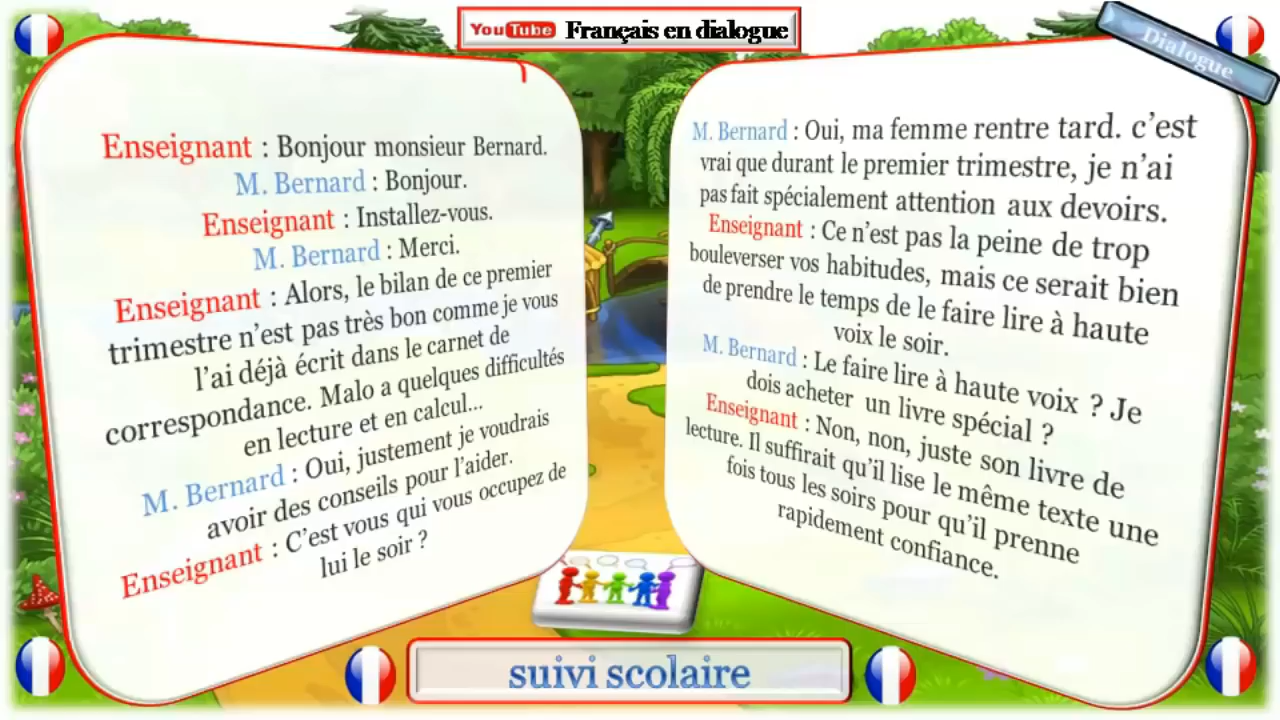 YouTube Français en dialogue
Dialogue
Enseignant : Bonjour monsieur Bernard.
M. Bernard : Bonjour.
Enseignant : Installez-vous.
M. Bernard : Merci.
Enseignant : Alors, le bilan de ce premier
trimestre n'est pas très bon comme je vous
l'ai déjà écrit dans le carnet de
correspondance. Malo a quelques difficultés
en lecture et en calcul...
M. Bernard : Oui, justement je voudrais
avoir des conseils pour l'aider.
Enseignant : C'est vous qui vous occupez de
lui le soir ?
M. Bernard : Oui, ma femme rentre tard. c'est
vrai que durant le premier trimestre, je n'ai
pas fait spécialement attention aux devoirs.
Enseignant : Ce n'est pas la peine de trop
bouleverser vos habitudes, mais ce serait bien
de prendre le temps de le faire lire à haute
voix le soir.
M. Bernard : Le faire lire à haute voix ? Je
dois acheter un livre spécial ?
Enseignant : Non, non, juste son livre de
lecture. Il suffirait qu'il lise le même texte une
fois tous les soirs pour qu'il prenne
rapidement confiance.
suivi scolaire